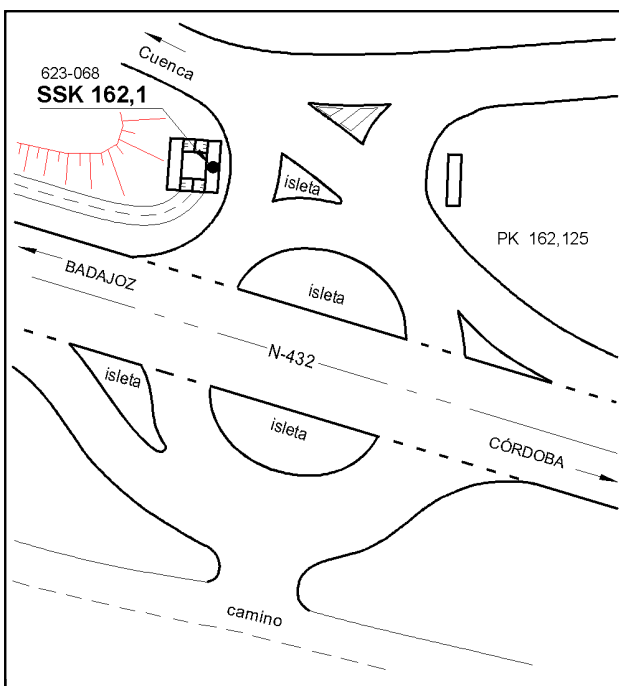 Cuenca
623-068
SSK 162,1
isleta
PK 162,125
BADAJOZ
isleta
N-432
isleta
isleta
CÓRDOBA
camino